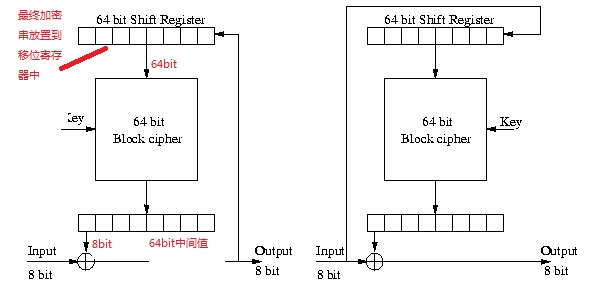 最终加密
串放置到
移位寄存
器中
64 bit Shift Register
64bit
Key
64 bit
Block cipher
8bit
64bit中间值
Input
8 bit
Output
8 bit
64 bit Shift Register
64 bit
Block cipher
Key
Input
8 bit
Output
8 bit